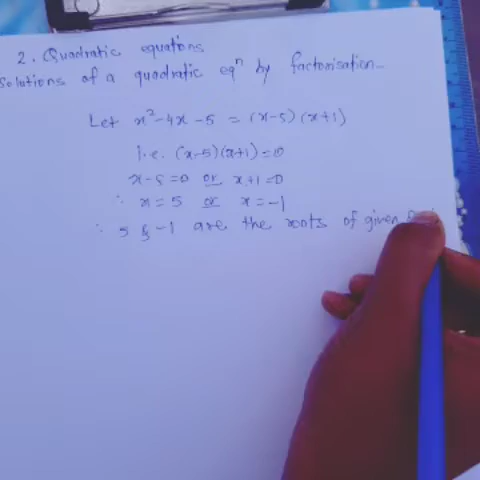 2. Quadratic equations
Solutions of a quadratic eqⁿ by factorisation-
Let x²-4x-5 = (x-5)(x+1)
i.e. (x-5)(x+1)=0
x-5=0 or x+1=0
∴ x = 5 or x = -1
∴ 5 & -1 are the roots of given